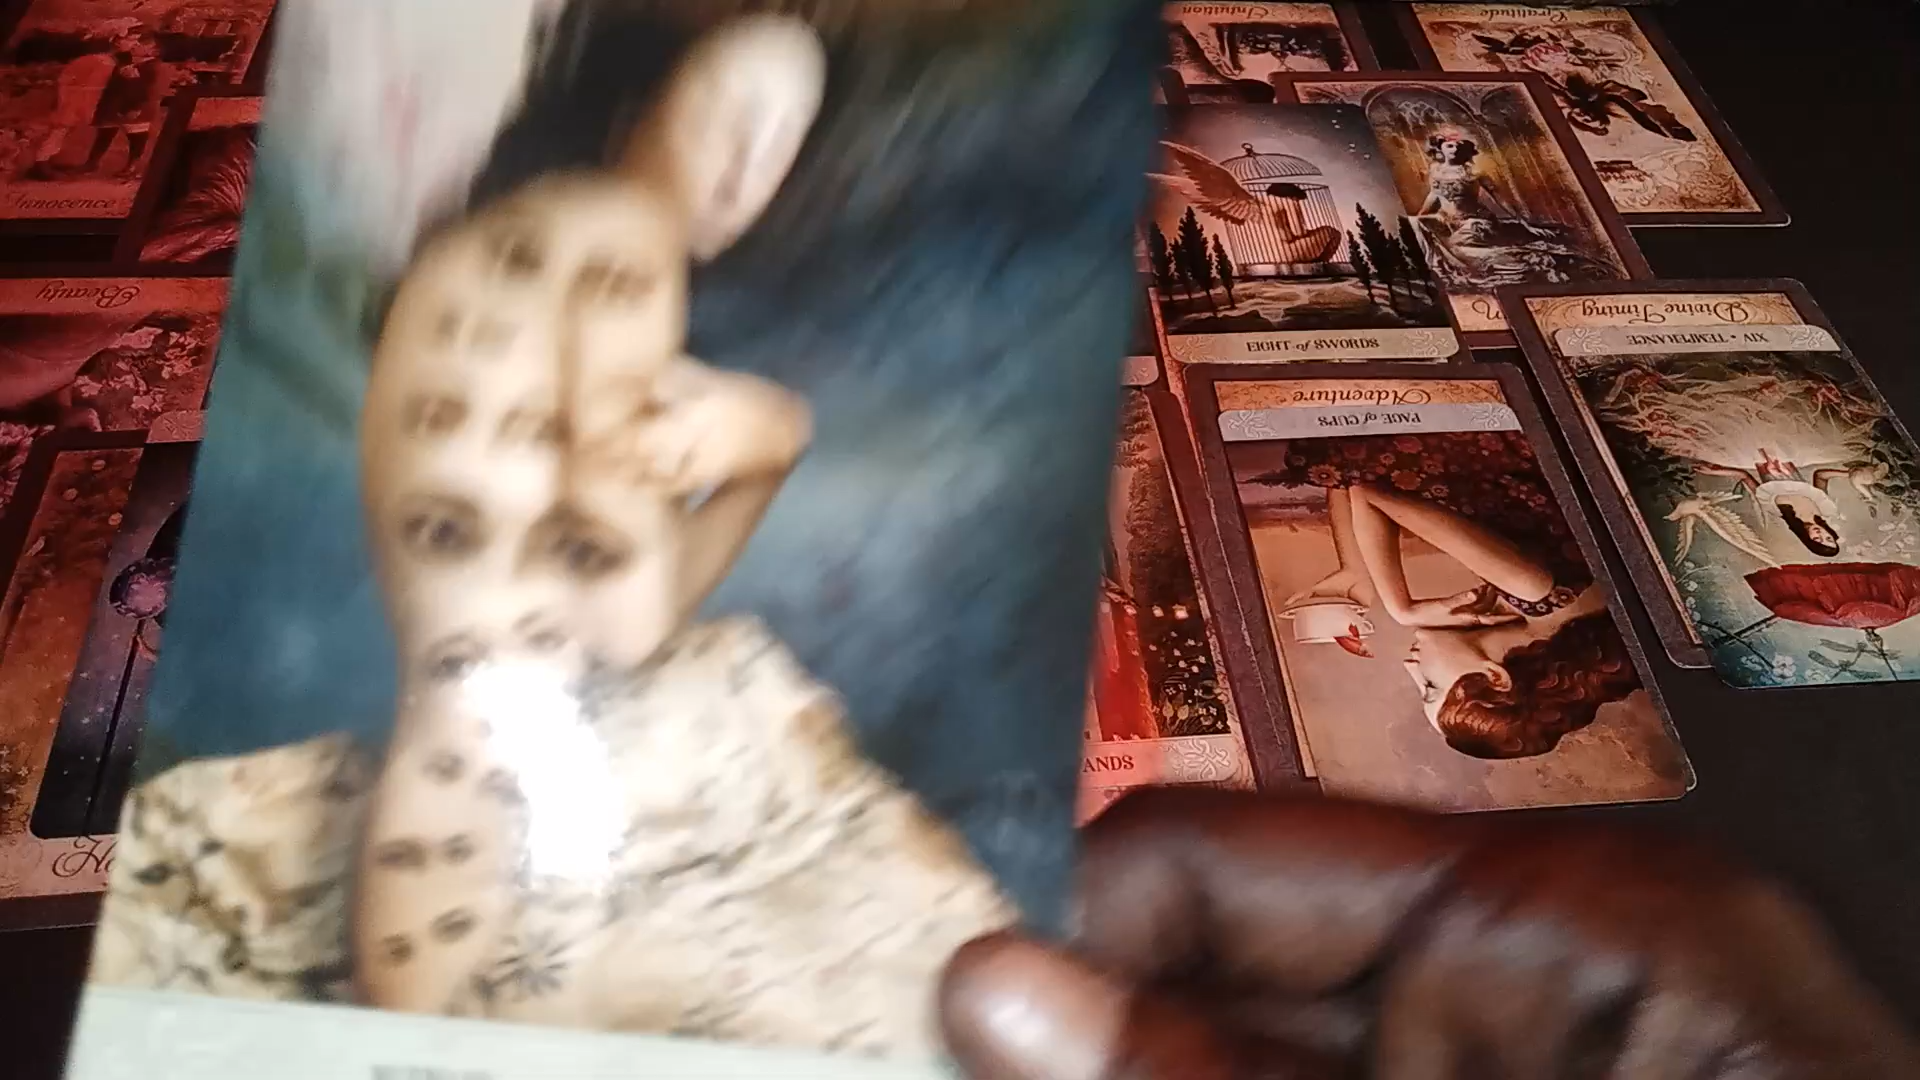 Innocence
Beauty
Intuition
Gratitude
EIGHT of SWORDS
Divine Timing
XIV • TEMPERANCE
Adventure
PAGE of CUPS
ANDS